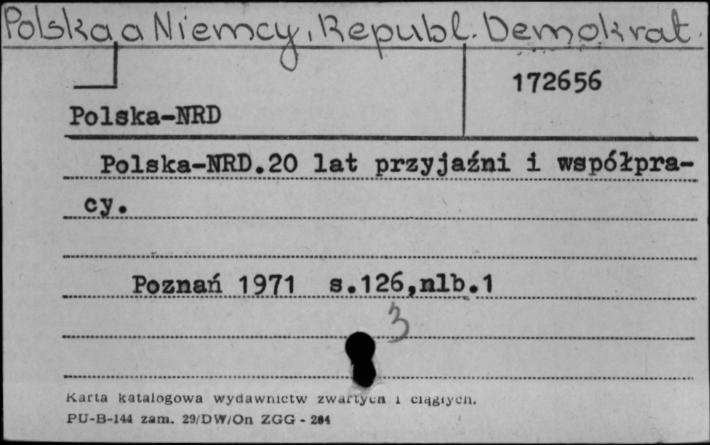 Polska a Niemcy, Republ. Demokrat.
172656
Polska-NRD
Polska-NRD.20 lat przyjaźni i współpra-
cy.
Poznań 1971 s.126,nlb.1
3
Karta katalogowa wydawnictw zwartych i ciągłych.
PU-B-144 zam. 29/DW/On ZGG - 284